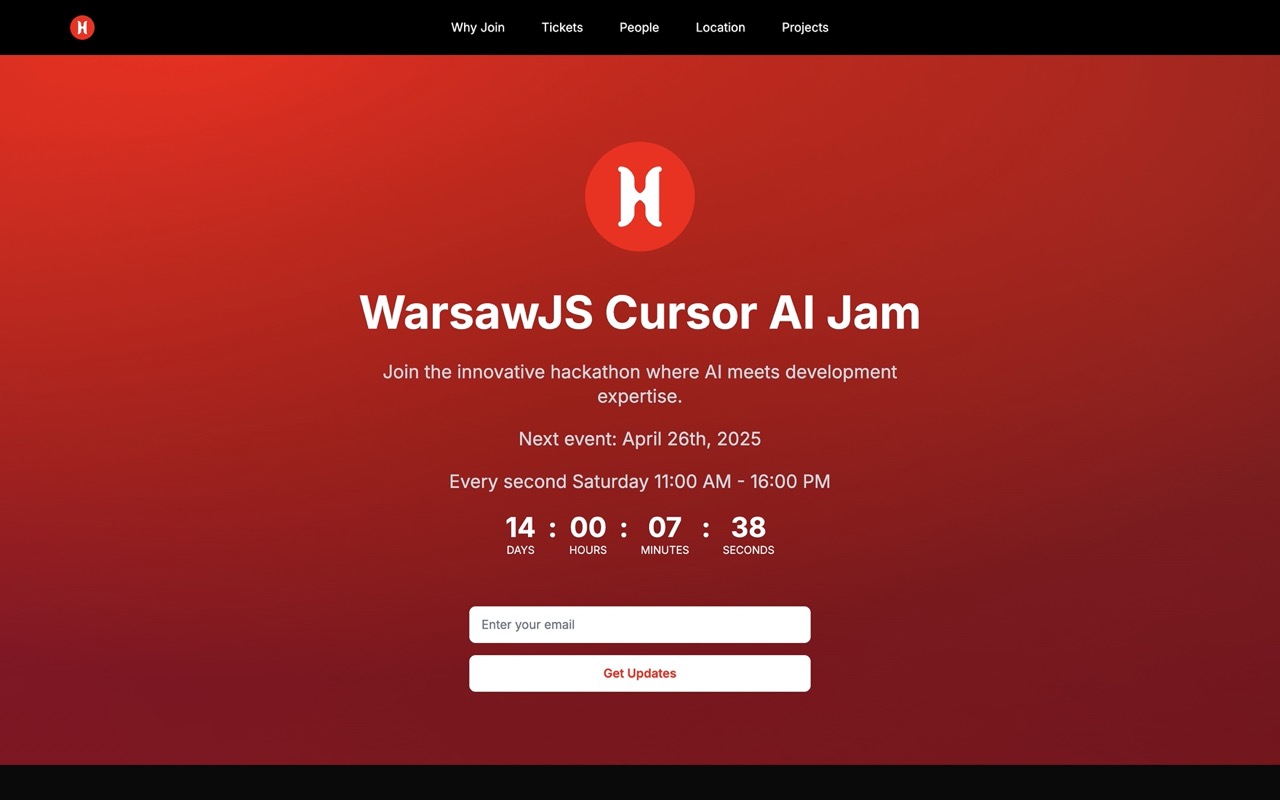 Why Join Tickets People Location Projects
H
WarsawJS Cursor AI Jam
Join the innovative hackathon where AI meets development
expertise.
Next event: April 26th, 2025
Every second Saturday 11:00 AM - 16:00 PM
14 : 00 : 07 : 38
DAYS HOURS MINUTES SECONDS
Enter your email
Get Updates